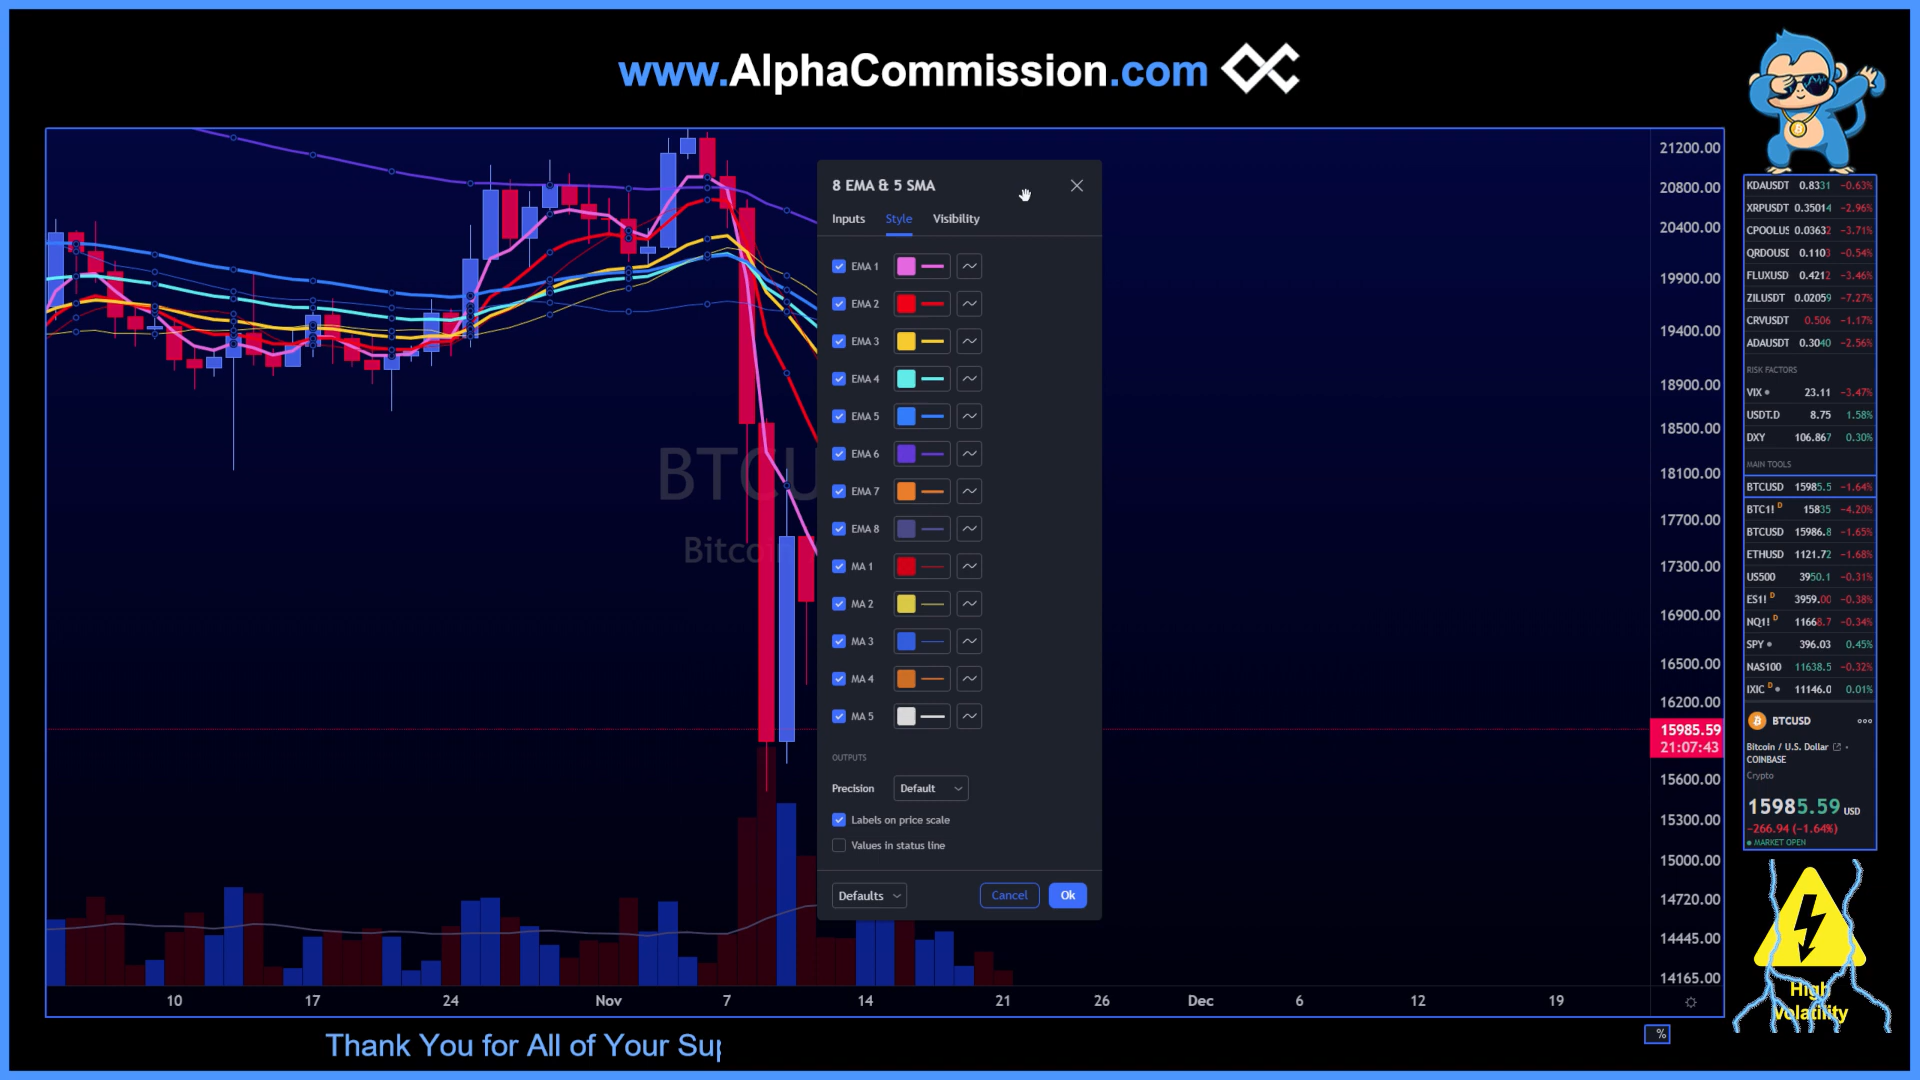 www.AlphaCommission.com
21200.00
20800.00
20400.00
19900.00
19400.00
18900.00
18500.00
18100.00
17700.00
17300.00
16900.00
16500.00
16200.00
15985.59
21:07:43
15600.00
15300.00
15000.00
14720.00
14445.00
14165.00
BTCU
Bitco
8 EMA & 5 SMA
Inputs Style Visibility
EMA 1
EMA 2
EMA 3
EMA 4
EMA 5
EMA 6
EMA 7
EMA 8
MA 1
MA 2
MA 3
MA 4
MA 5
OUTPUTS
Precision Default
Labels on price scale
Values in status line
Defaults Cancel Ok
10 17 24 Nov 7 14 21 26 Dec 6 12 19
KDAUSDT 0.8331 −0.63%
XRPUSDT 0.35014 −2.96%
CPOOLUS 0.03632 −3.71%
QRDOUSI 0.1103 −0.54%
FLUXUSD 0.4212 −3.46%
ZILUSDT 0.02059 −7.27%
CRVUSDT 0.506 −1.17%
ADAUSDT 0.3040 −2.56%
RISK FACTORS
VIX 23.11 −3.47%
USDT.D 8.75 1.58%
DXY 106.867 0.30%
MAIN TOOLS
BTCUSD 15985.5 −1.64%
BTC1! D 15835 −4.20%
BTCUSD 15986.8 −1.65%
ETHUSD 1121.72 −1.68%
US500 3950.1 −0.31%
ES1! D 3959.00 −0.38%
NQ1! D 11668.7 −0.34%
SPY 396.03 0.45%
NAS100 11638.5 −0.32%
IXIC D 11146.0 0.01%
BTCUSD
Bitcoin / U.S. Dollar
COINBASE
Crypto
15985.59 USD
−266.94 (−1.64%)
MARKET OPEN
High
Volatility
%
Thank You for All of Your Sup